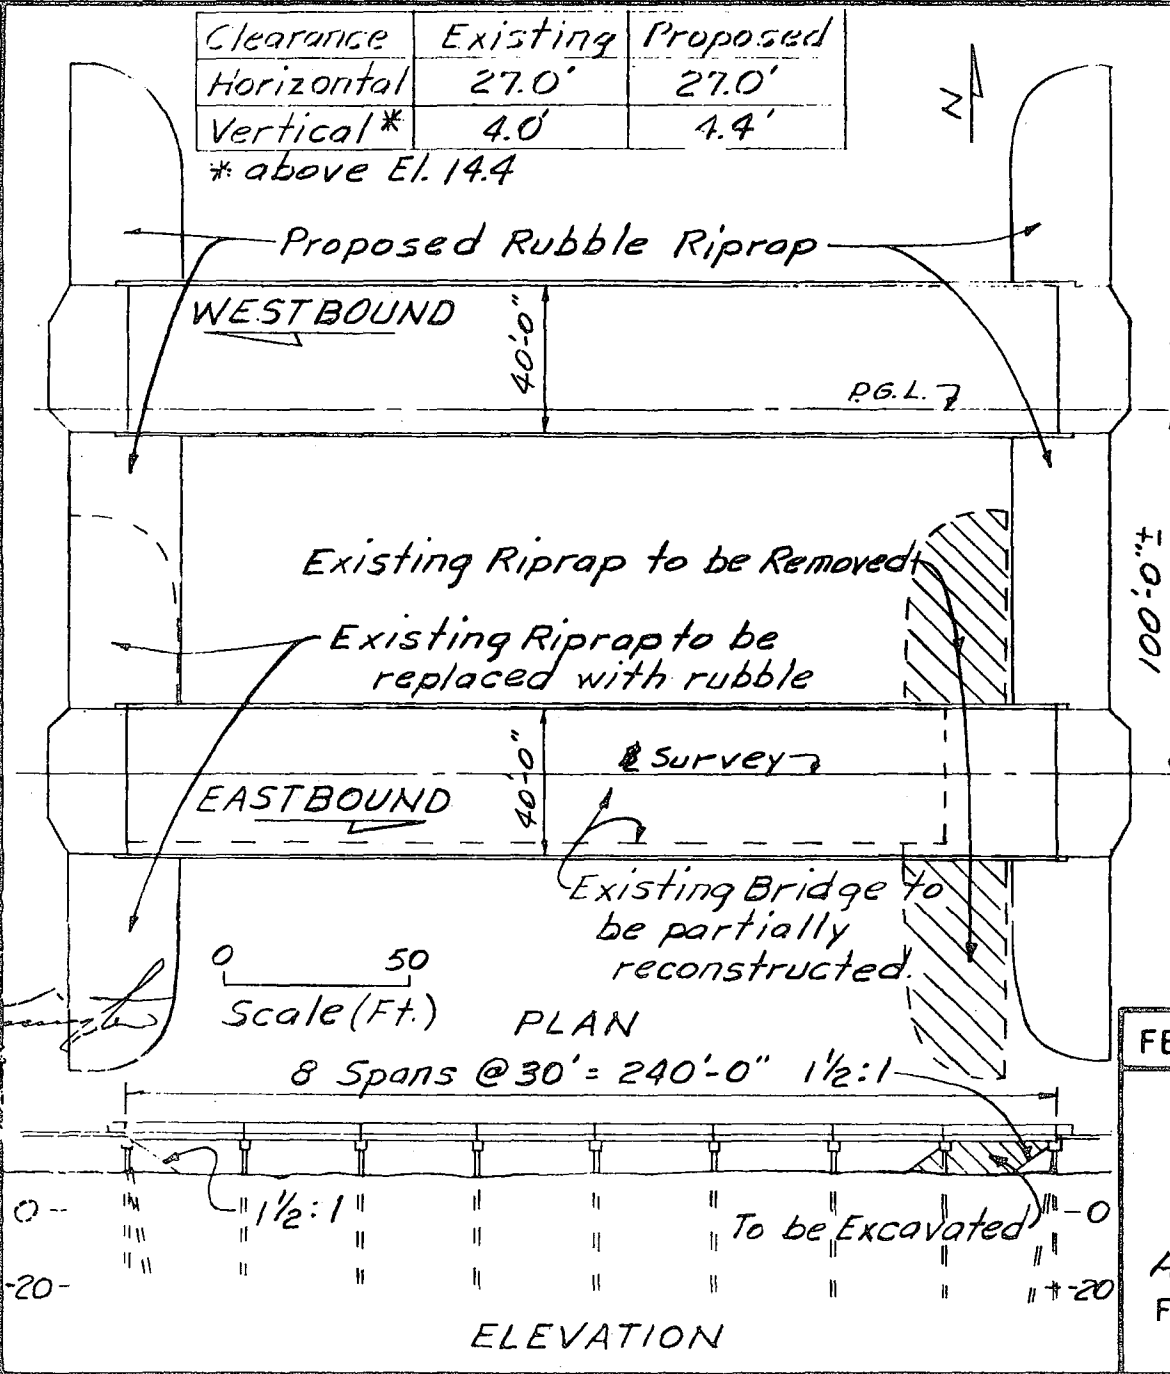 Clearance Existing Proposed
Horizontal 27.0' 27.0'
Vertical * 4.0' 4.4'
* above El. 14.4
N
Proposed Rubble Riprap
WESTBOUND
40'-0"
P.G.L.
Existing Riprap to be Removed
100'-0"±
Existing Riprap to be
replaced with rubble
℄ Survey
EASTBOUND
40'-0"
Existing Bridge to
be partially
reconstructed.
0 50
Scale (Ft.)
PLAN
8 Spans @ 30' = 240'-0" 1½:1
1½:1
To be Excavated
0 -0
-20 -20
ELEVATION